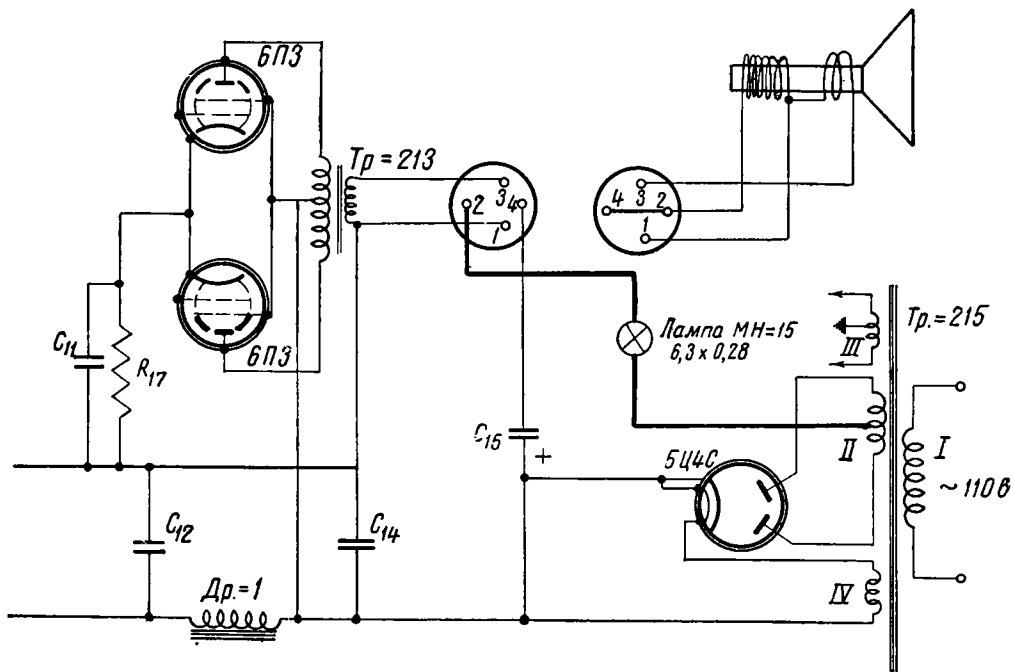 6П3
Тр = 213
3
2
4
1
4
3
2
1
C11
R17
6П3
Лампа МН=15
6,3 х 0,28
Тр. = 215
III
C15
+
5Ц4С
II
I
~ 110 в
C12
C14
Др. = 1
IV